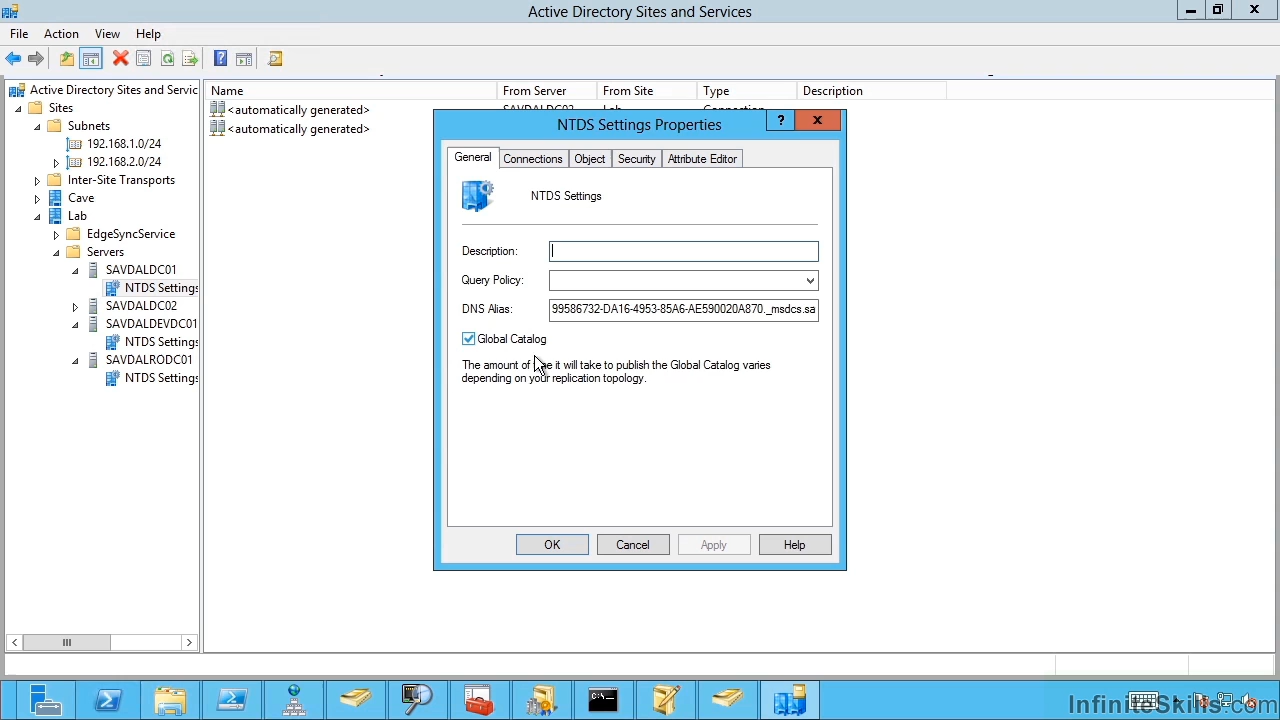 Active Directory Sites and Services
File Action View Help
Active Directory Sites and Servic
Sites
Subnets
192.168.1.0/24
192.168.2.0/24
Inter-Site Transports
Cave
Lab
EdgeSyncService
Servers
SAVDALDC01
NTDS Settings
SAVDALDC02
SAVDALDEVDC01
NTDS Settings
SAVDALRODC01
NTDS Settings
Name From Server From Site Type Description
<automatically generated> SAVDALDC02 Lab Connection
<automatically generated>
NTDS Settings Properties
? x
General Connections Object Security Attribute Editor
NTDS Settings
Description:
Query Policy:
DNS Alias: 99586732-DA16-4953-85A6-AE590020A870._msdcs.sa
Global Catalog
The amount of it will take to publish the Global Catalog varies
depending on your replication topology.
OK Cancel Apply Help
InfiniteSkills.com